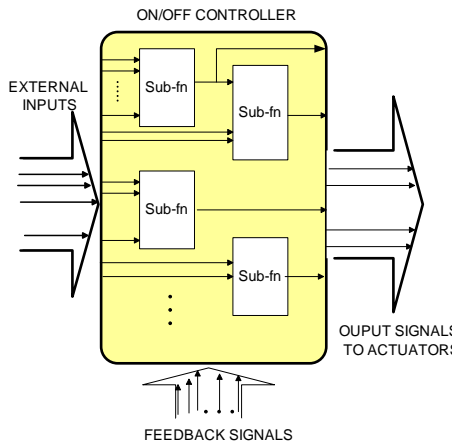 ON/OFF CONTROLLER
EXTERNAL
INPUTS
Sub-fn
Sub-fn
Sub-fn
Sub-fn
OUPUT SIGNALS
TO ACTUATORS
FEEDBACK SIGNALS